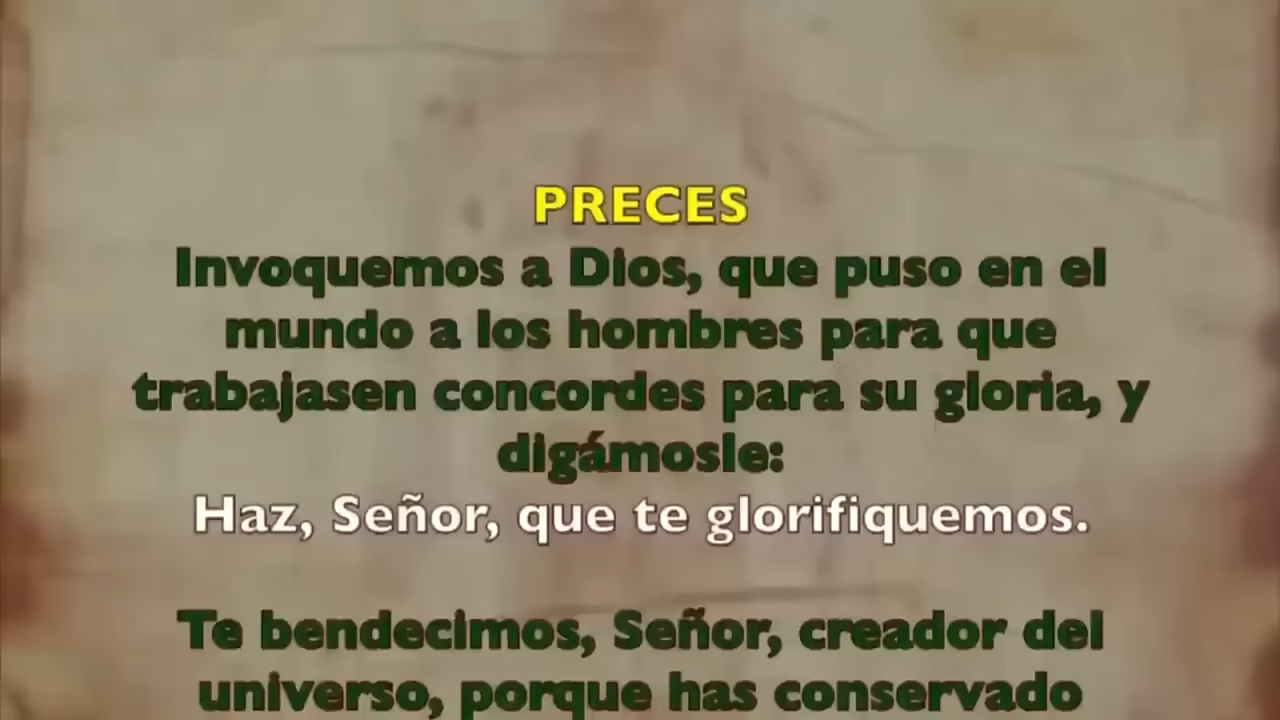 PRECES
Invoquemos a Dios, que puso en el
mundo a los hombres para que
trabajasen concordes para su gloria, y
digámosle:
Haz, Señor, que te glorifiquemos.
Te bendecimos, Señor, creador del
universo, porque has conservado